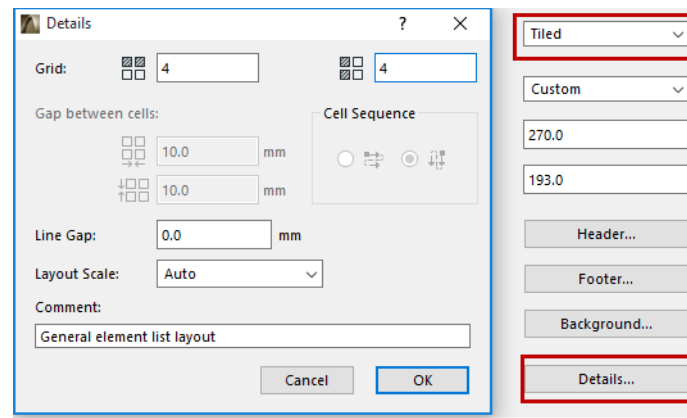 Details
? 
Grid: 4 4
Gap between cells:
10.0 mm
10.0 mm
Cell Sequence
Line Gap: 0.0 mm
Layout Scale: Auto
Comment:
General element list layout
Cancel OK
Tiled
Custom
270.0
193.0
Header...
Footer...
Background...
Details...